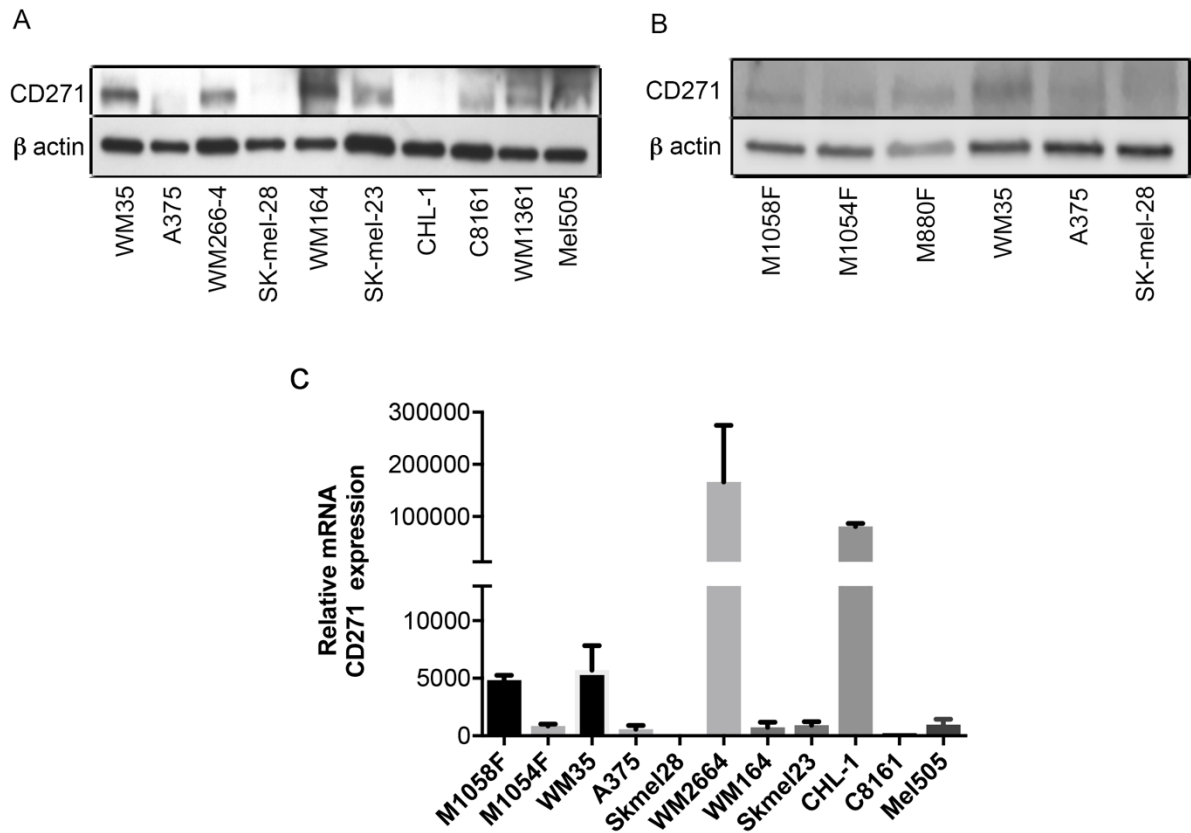 A
CD271
β actin
WM35
A375
WM266-4
SK-mel-28
WM164
SK-mel-23
CHL-1
C8161
WM1361
Mel505
B
CD271
β actin
M1058F
M1054F
M880F
WM35
A375
SK-mel-28
C
Relative mRNA
CD271 expression
300000
200000
100000
10000
5000
0
M1058F
M1054F
WM35
A375
Skmel28
WM2664
WM164
Skmel23
CHL-1
C8161
Mel505